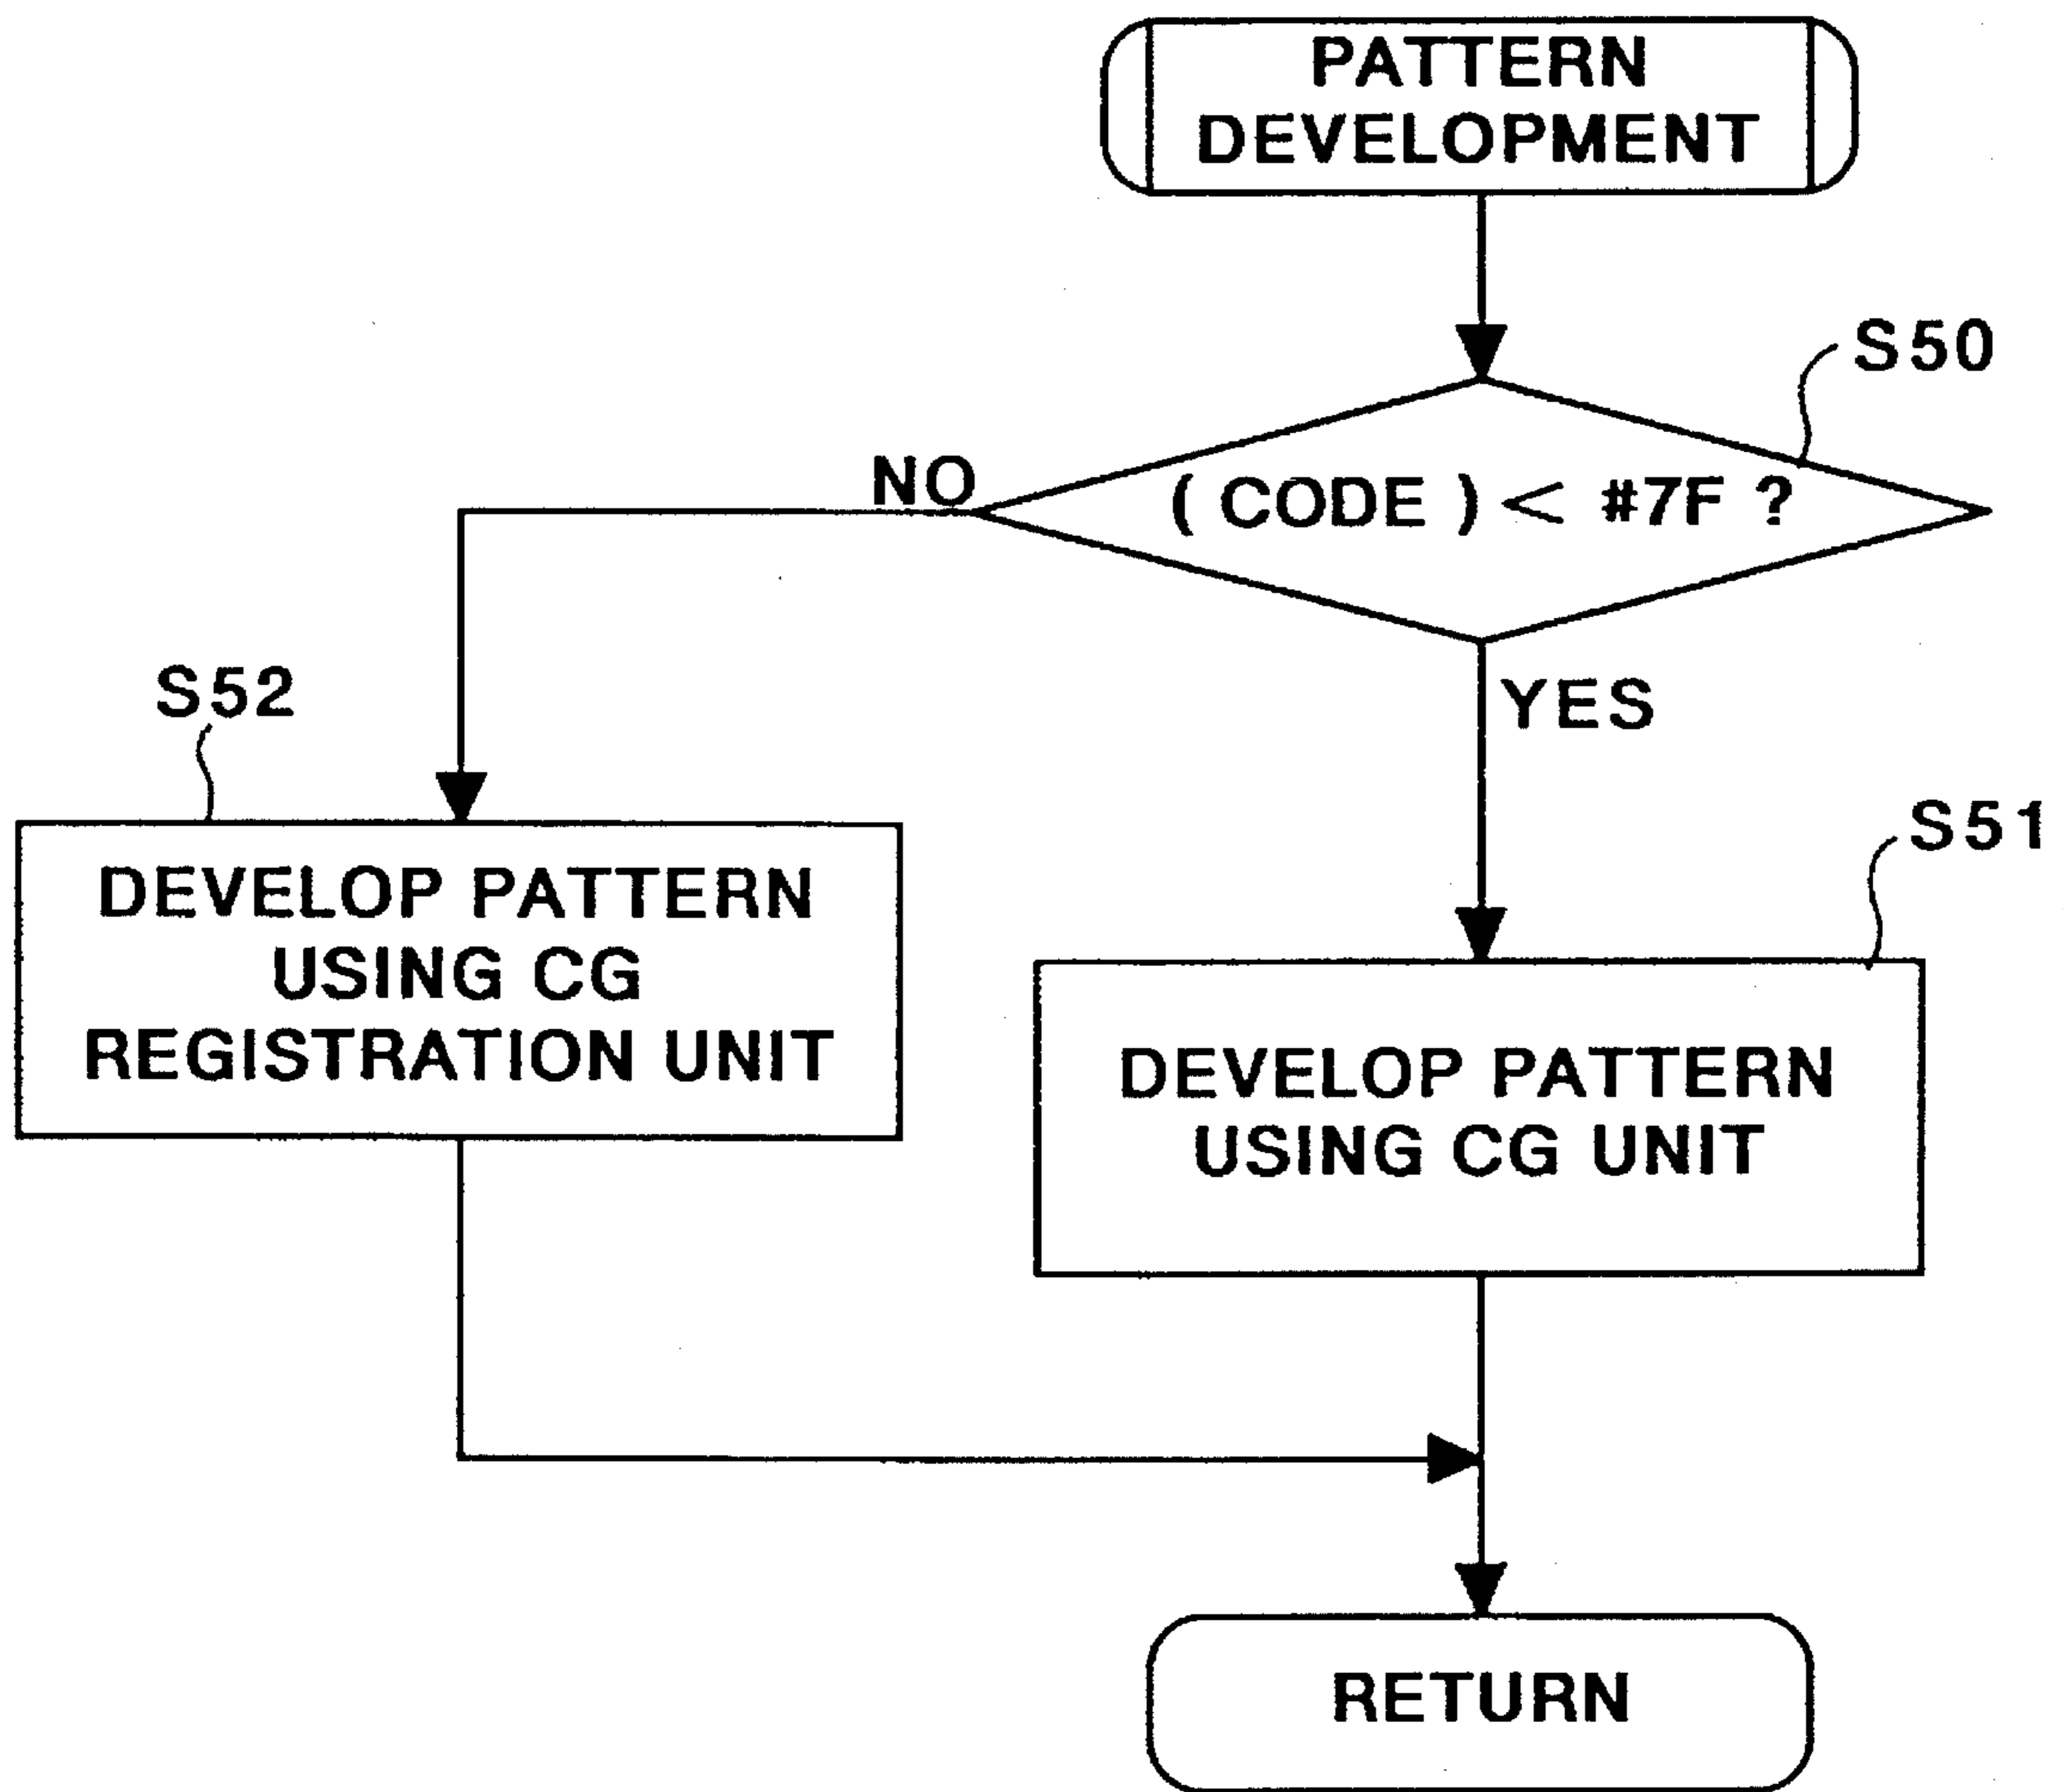 PATTERN
DEVELOPMENT
S50
NO
( CODE ) < #7F ?
S52
YES
S51
DEVELOP PATTERN
USING CG
REGISTRATION UNIT
DEVELOP PATTERN
USING CG UNIT
RETURN